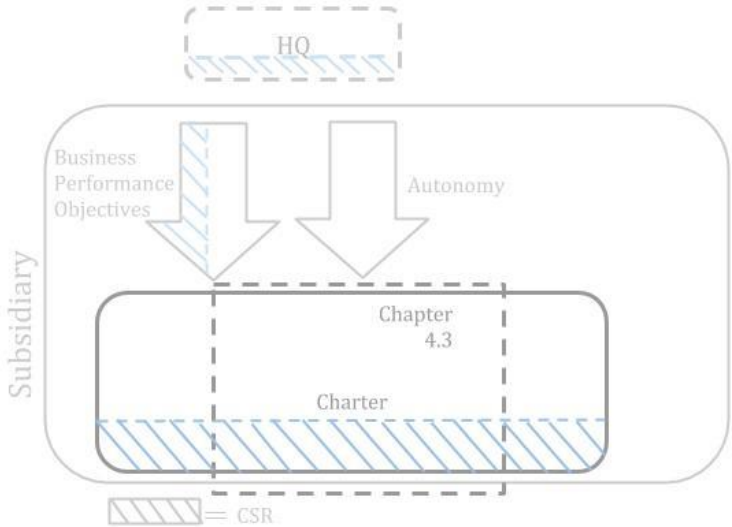 HQ
Business
Performance
Objectives
Autonomy
Subsidiary
Chapter
4.3
Charter
= CSR